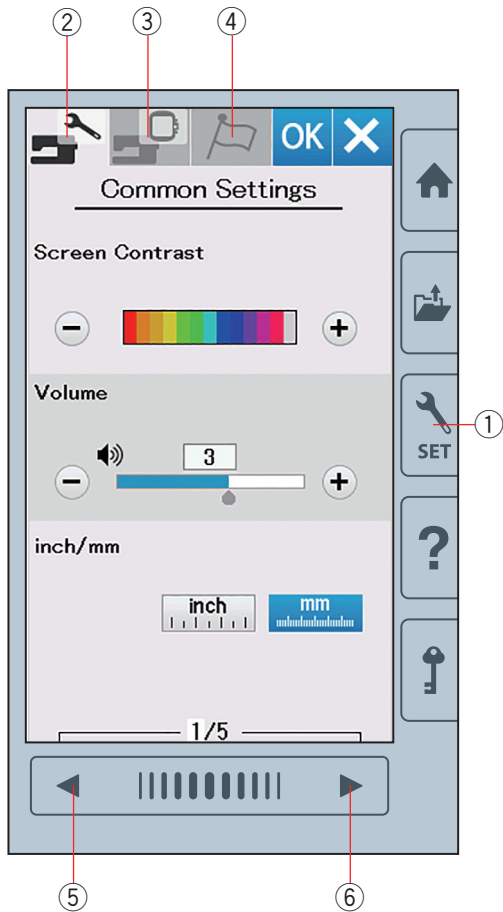 ② ③ ④
OK
Common Settings
Screen Contrast
− +
Volume
3
− +
①
SET
inch/mm
inch mm
?
1/5
⑤ ⑥